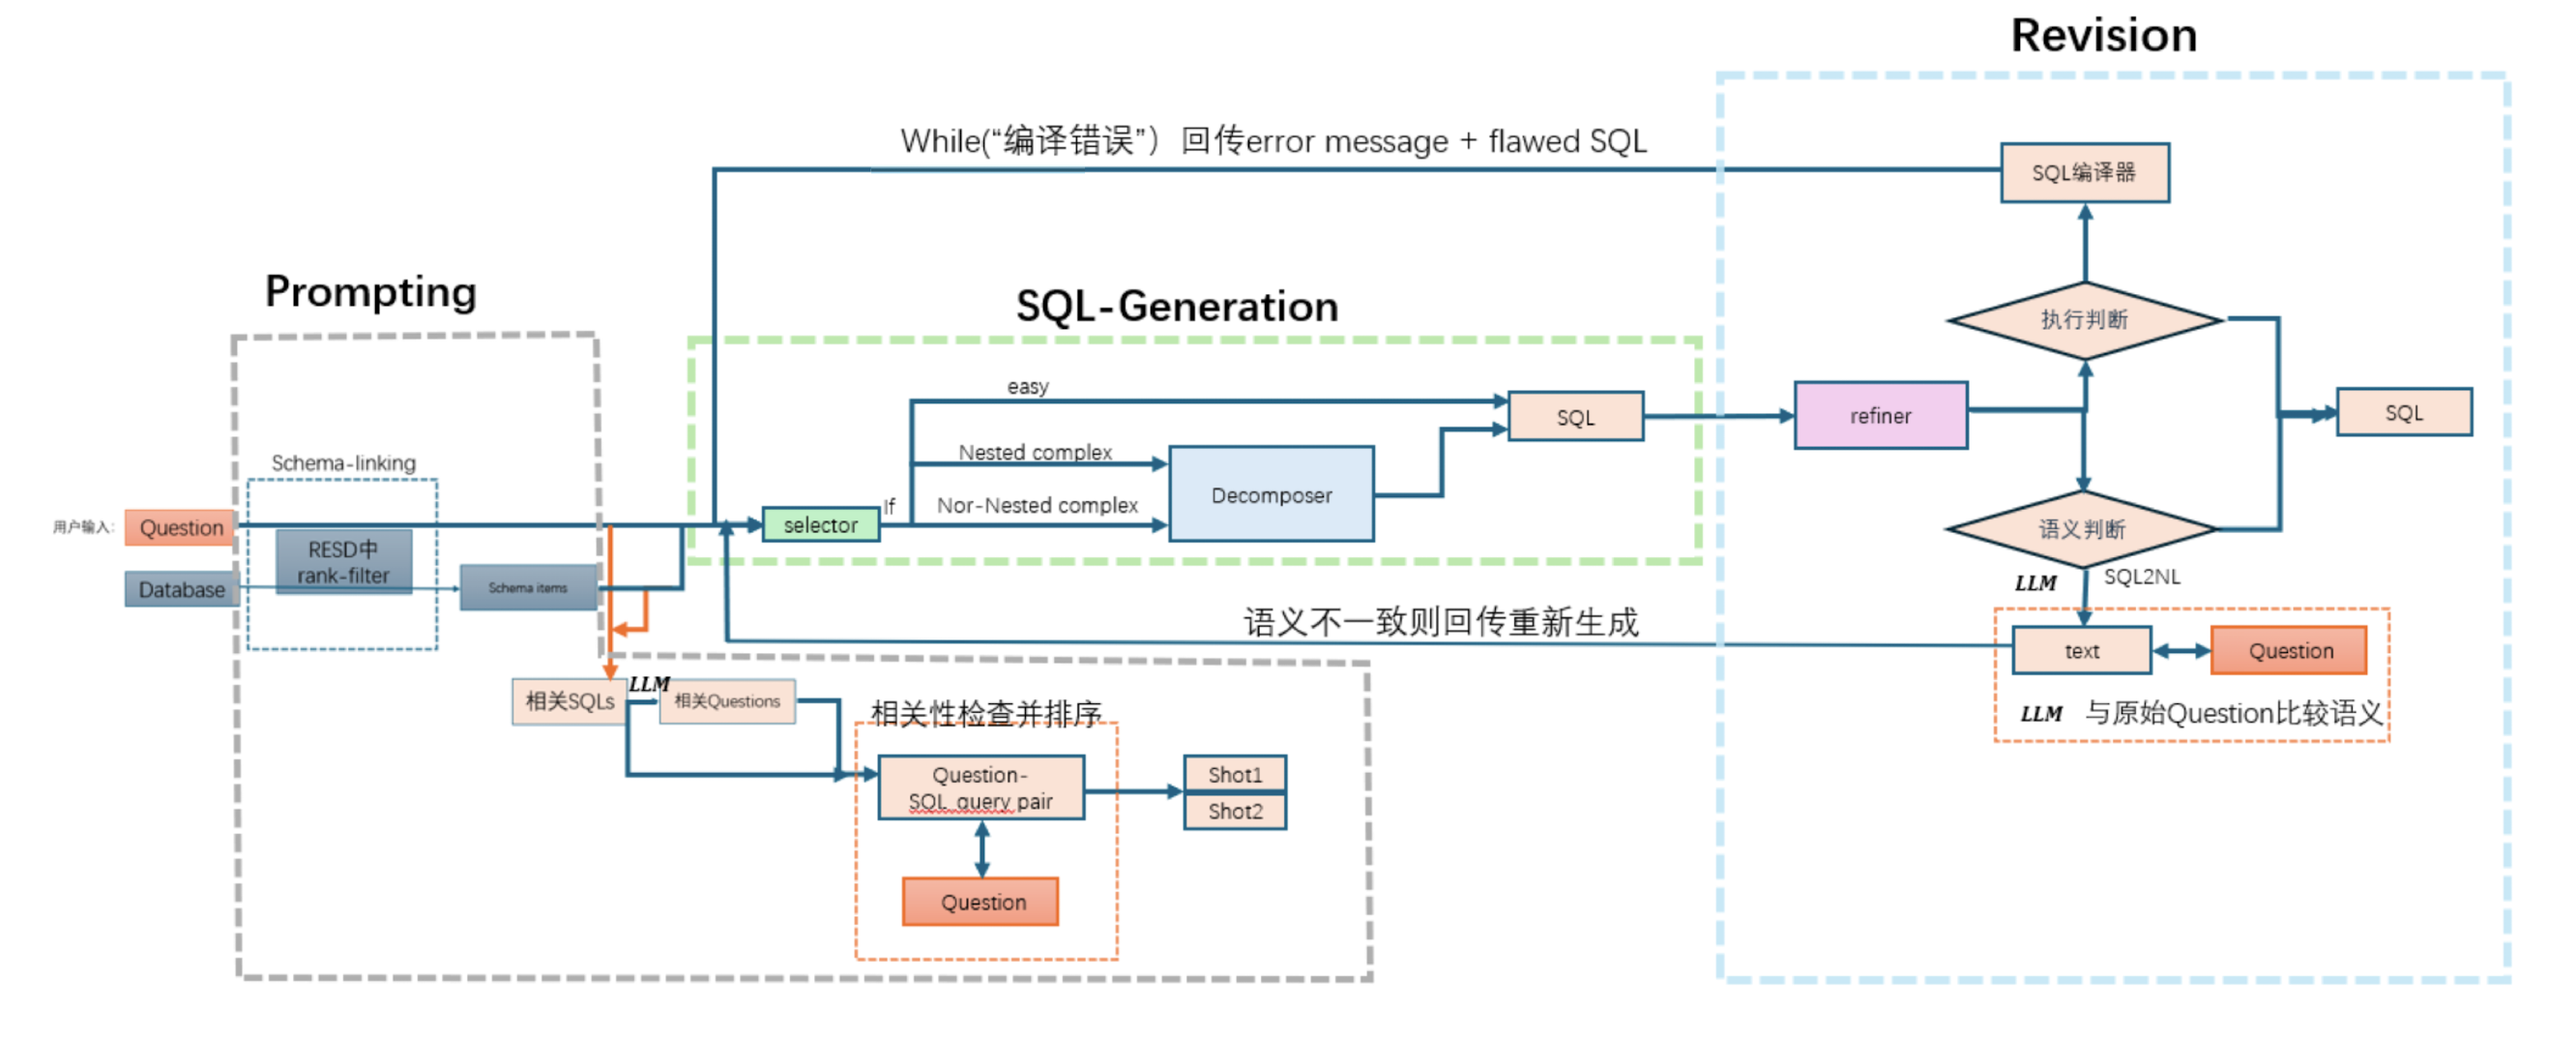 Revision
While(“编译错误”）回传error message + flawed SQL
SQL编译器
Prompting
SQL-Generation
执行判断
easy
SQL
refiner
SQL
Schema-linking
Nested complex
Decomposer
If
Nor-Nested complex
用户输入:
Question
selector
语义判断
RESD中
rank-filter
Database
Schema items
LLM
SQL2NL
语义不一致则回传重新生成
text
Question
相关SQLs
LLM
相关Questions
LLM 与原始Question比较语义
相关性检查并排序
Question-
SQL query pair
Shot1
Shot2
Question